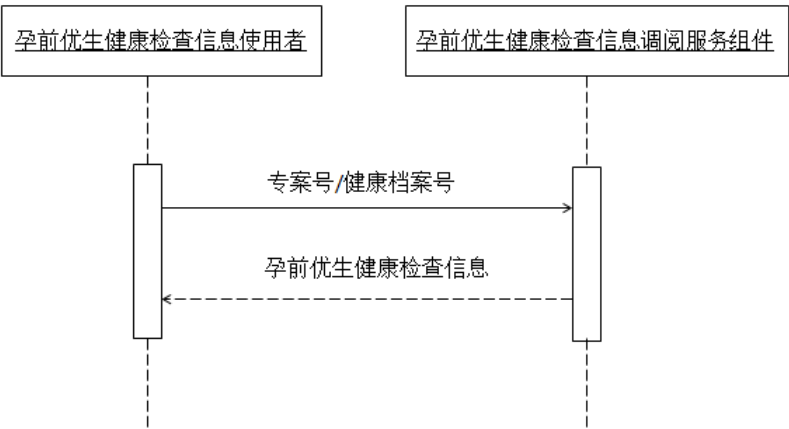 孕前优生健康检查信息使用者
孕前优生健康检查信息调阅服务组件
专案号/健康档案号
孕前优生健康检查信息